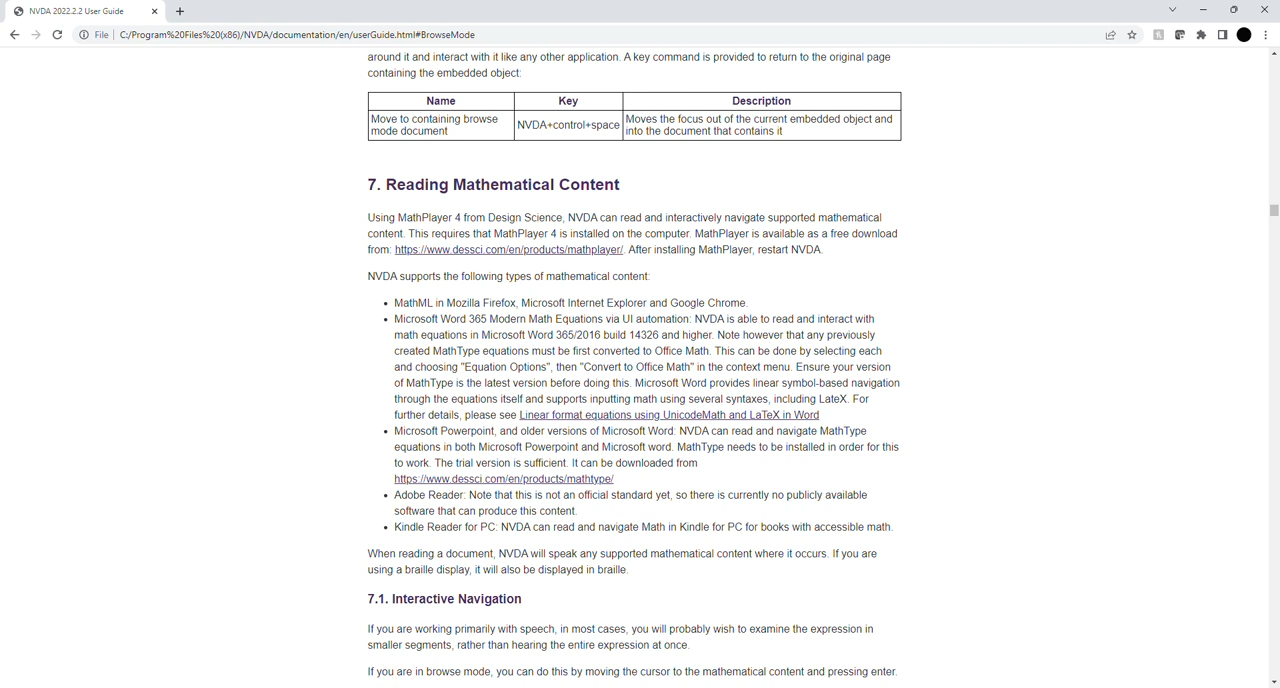 NVDA 2022.2.2 User Guide
File | C:/Program%20Files%20(x86)/NVDA/documentation/en/userGuide.html#BrowseMode
around it and interact with it like any other application. A key command is provided to return to the original page
containing the embedded object:
Name Key Description
Move to containing browse
mode document
NVDA+control+space
Moves the focus out of the current embedded object and
into the document that contains it
7. Reading Mathematical Content
Using MathPlayer 4 from Design Science, NVDA can read and interactively navigate supported mathematical
content. This requires that MathPlayer 4 is installed on the computer. MathPlayer is available as a free download
from: https://www.dessci.com/en/products/mathplayer/. After installing MathPlayer, restart NVDA.
NVDA supports the following types of mathematical content:
• MathML in Mozilla Firefox, Microsoft Internet Explorer and Google Chrome.
• Microsoft Word 365 Modern Math Equations via UI automation: NVDA is able to read and interact with
math equations in Microsoft Word 365/2016 build 14326 and higher. Note however that any previously
created MathType equations must be first converted to Office Math. This can be done by selecting each
and choosing "Equation Options", then "Convert to Office Math" in the context menu. Ensure your version
of MathType is the latest version before doing this. Microsoft Word provides linear symbol-based navigation
through the equations itself and supports inputting math using several syntaxes, including LateX. For
further details, please see Linear format equations using UnicodeMath and LaTeX in Word
• Microsoft Powerpoint, and older versions of Microsoft Word: NVDA can read and navigate MathType
equations in both Microsoft Powerpoint and Microsoft word. MathType needs to be installed in order for this
to work. The trial version is sufficient. It can be downloaded from
https://www.dessci.com/en/products/mathtype/
• Adobe Reader: Note that this is not an official standard yet, so there is currently no publicly available
software that can produce this content.
• Kindle Reader for PC: NVDA can read and navigate Math in Kindle for PC for books with accessible math.
When reading a document, NVDA will speak any supported mathematical content where it occurs. If you are
using a braille display, it will also be displayed in braille.
7.1. Interactive Navigation
If you are working primarily with speech, in most cases, you will probably wish to examine the expression in
smaller segments, rather than hearing the entire expression at once.
If you are in browse mode, you can do this by moving the cursor to the mathematical content and pressing enter.